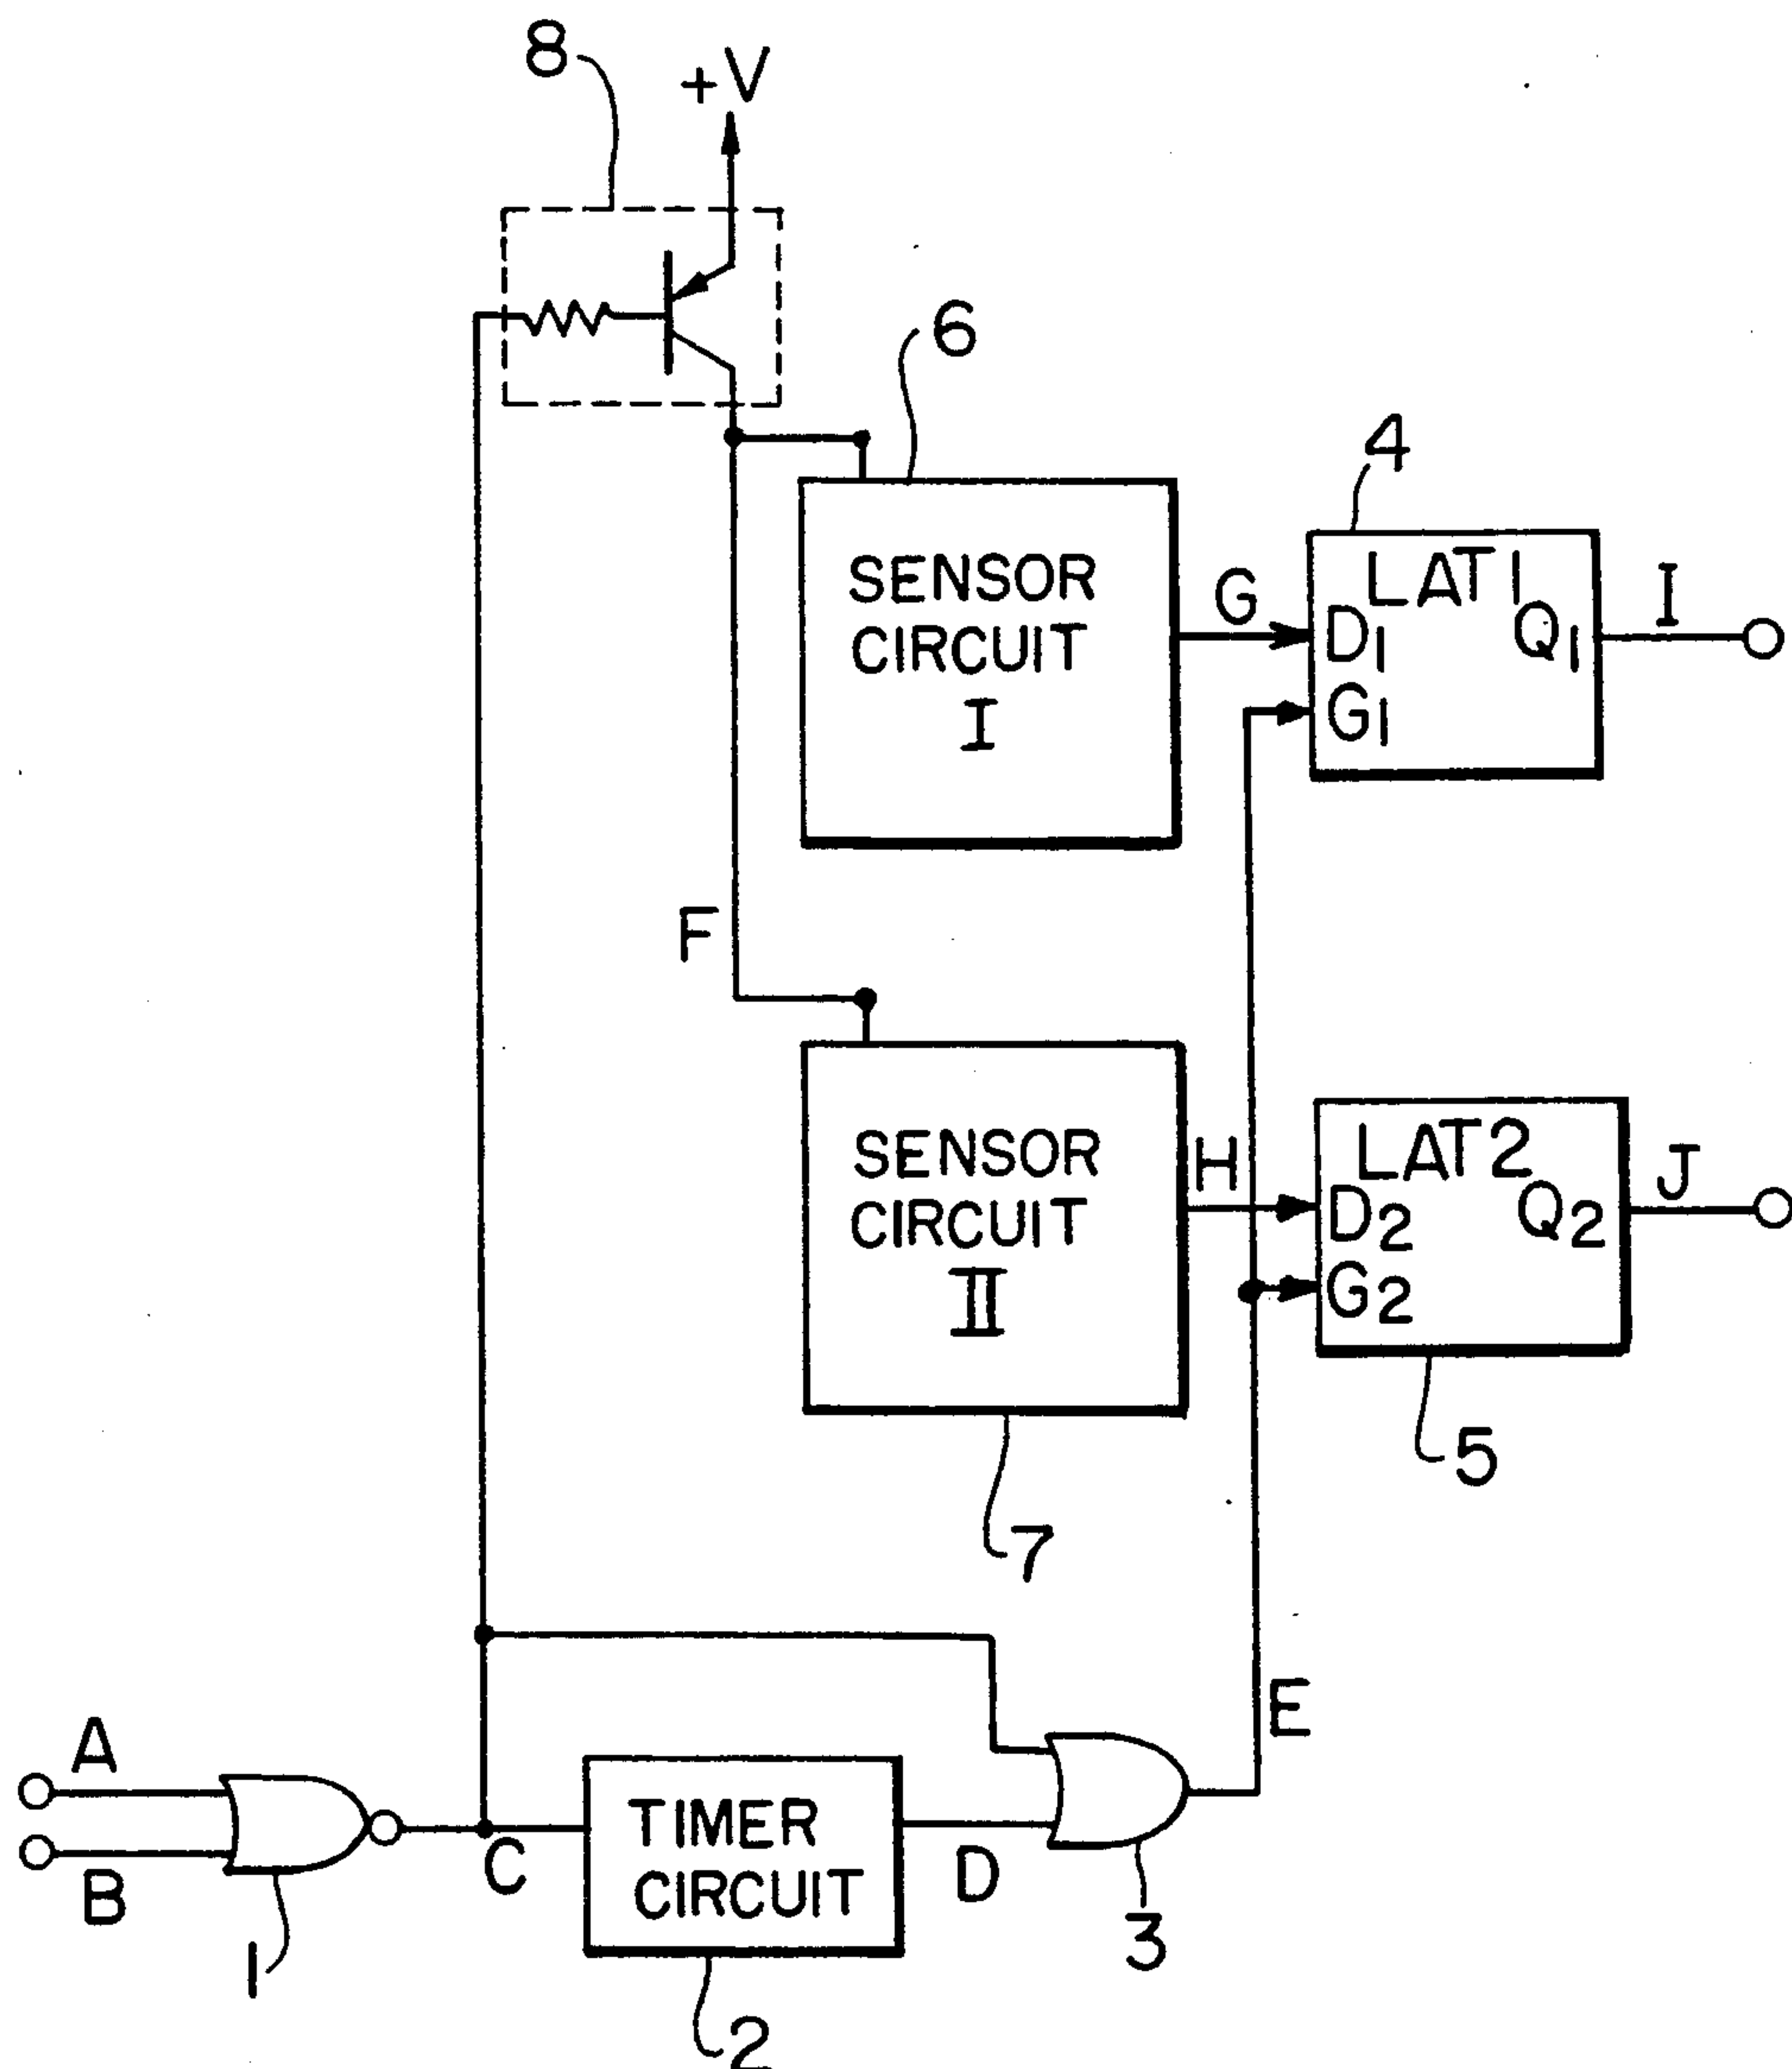 8
+V
6
4
SENSOR
CIRCUIT
I
G
LAT1
D1
Q1
G1
I
F
SENSOR
CIRCUIT
II
H
LAT2
D2
Q2
G2
J
5
7
E
A
B
C
TIMER
CIRCUIT
D
1
2
3